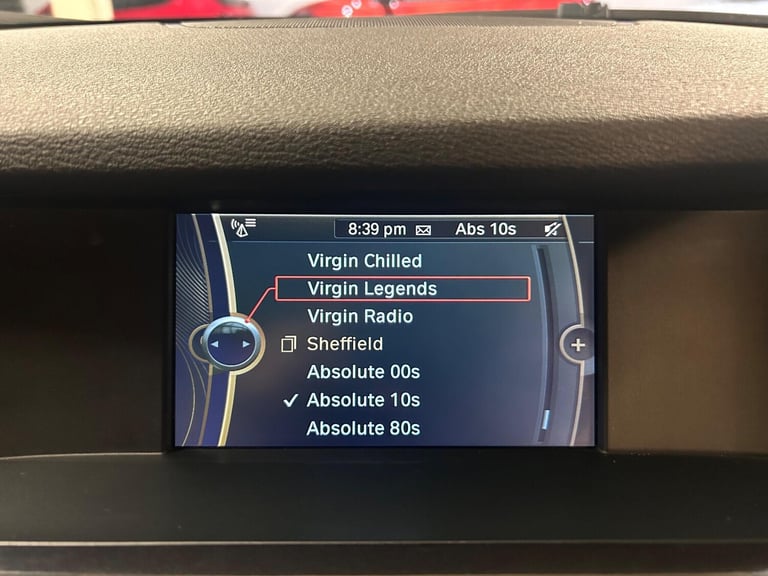 8:39 pm Abs 10s
Virgin Chilled
Virgin Legends
Virgin Radio
Sheffield
Absolute 00s
Absolute 10s
Absolute 80s